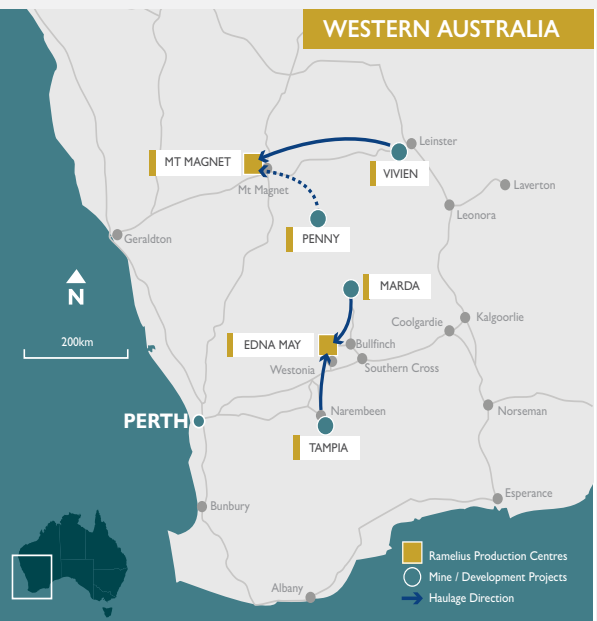 WESTERN AUSTRALIA
Leinster
MT MAGNET
VIVIEN
Mt Magnet
Laverton
Leonora
Geraldton
PENNY
MARDA
N
Coolgardie
Kalgoorlie
200km
EDNA MAY
Bullfinch
Westonia
Southern Cross
Narembeen
Norseman
PERTH
TAMPIA
Esperance
Bunbury
Ramelius Production Centres
Mine / Development Projects
Albany
Haulage Direction